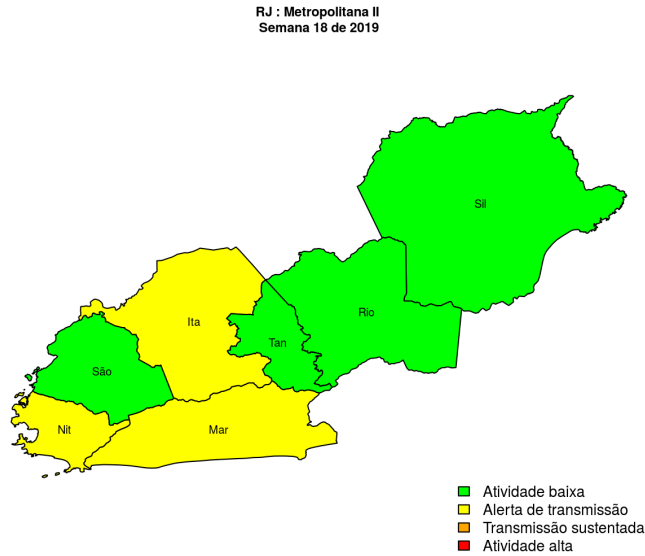 RJ : Metropolitana II
Semana 18 de 2019
Sil
Rio
Ita
Tan
São
Nit
Mar
Atividade baixa
Alerta de transmissão
Transmissão sustentada
Atividade alta